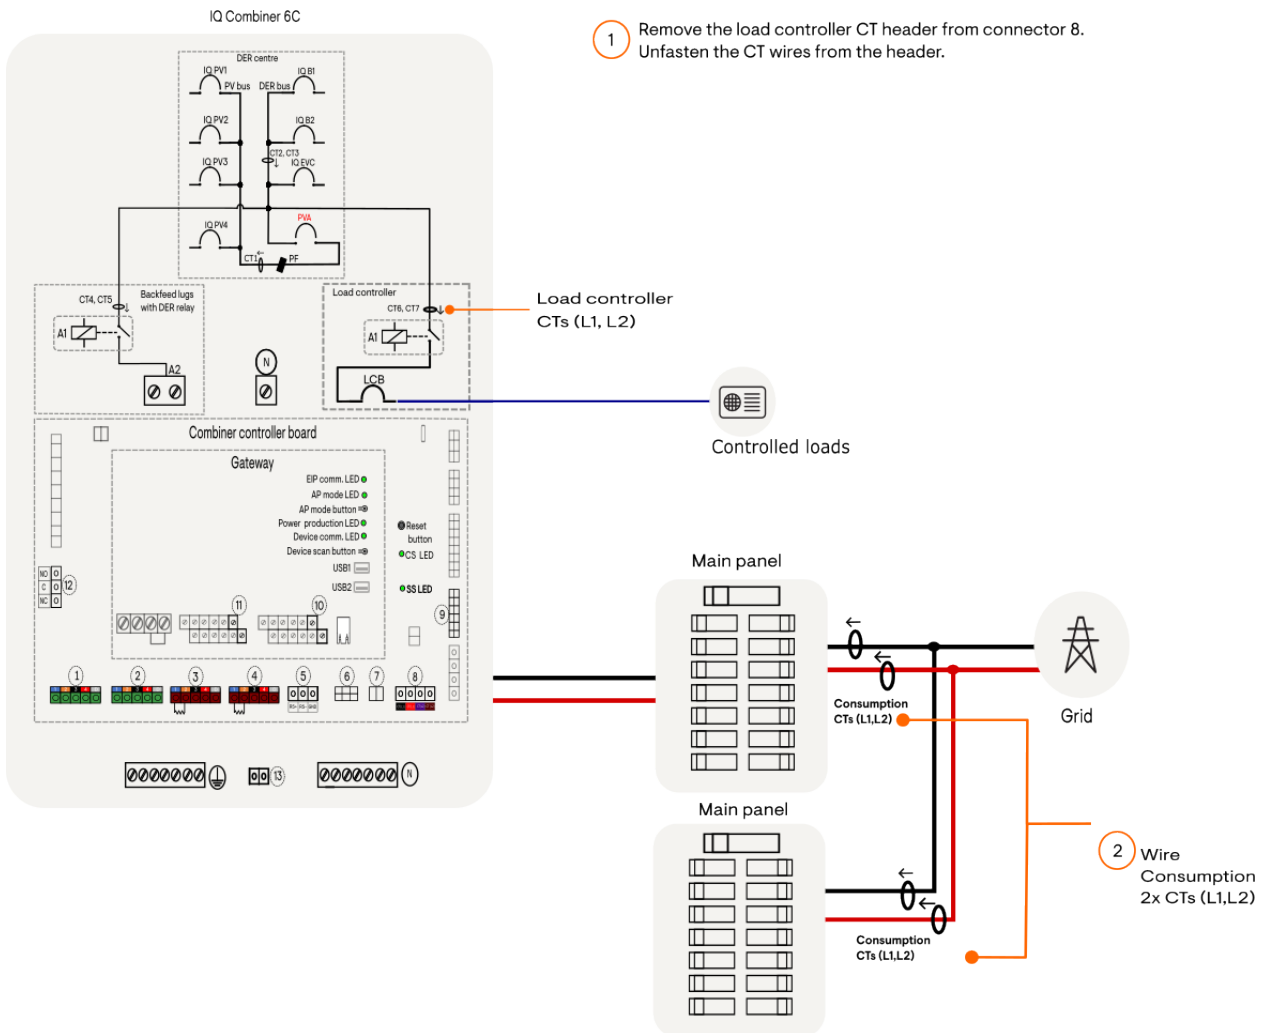 IQ Combiner 6C
1
Remove the load controller CT header from connector 8.
Unfasten the CT wires from the header.
DER centre
IQ PV1
PV bus
DER bus
IQ B1
IQ PV2
IQ B2
CT2, CT3
IQ PV3
IQ EVC
IQ PV4
PVA
CT1
PF
Backfeed lugs
with DER relay
CT4, CT5
A1
A2
N
Load controller
CT6, CT7
A1
LCB
Load controller
CTs (L1, L2)
Controlled loads
Combiner controller board
Gateway
EIP comm. LED
AP mode LED
AP mode button
Power production LED
Device comm. LED
Device scan button
USB1
USB2
Reset
button
CS LED
SS LED
NO
C
NC
12
11
10
9
1
2
3
4
5
6
7
8
13
N
Main panel
Consumption
CTs (L1,L2)
Grid
Main panel
Consumption
CTs (L1,L2)
2
Wire
Consumption
2x CTs (L1,L2)